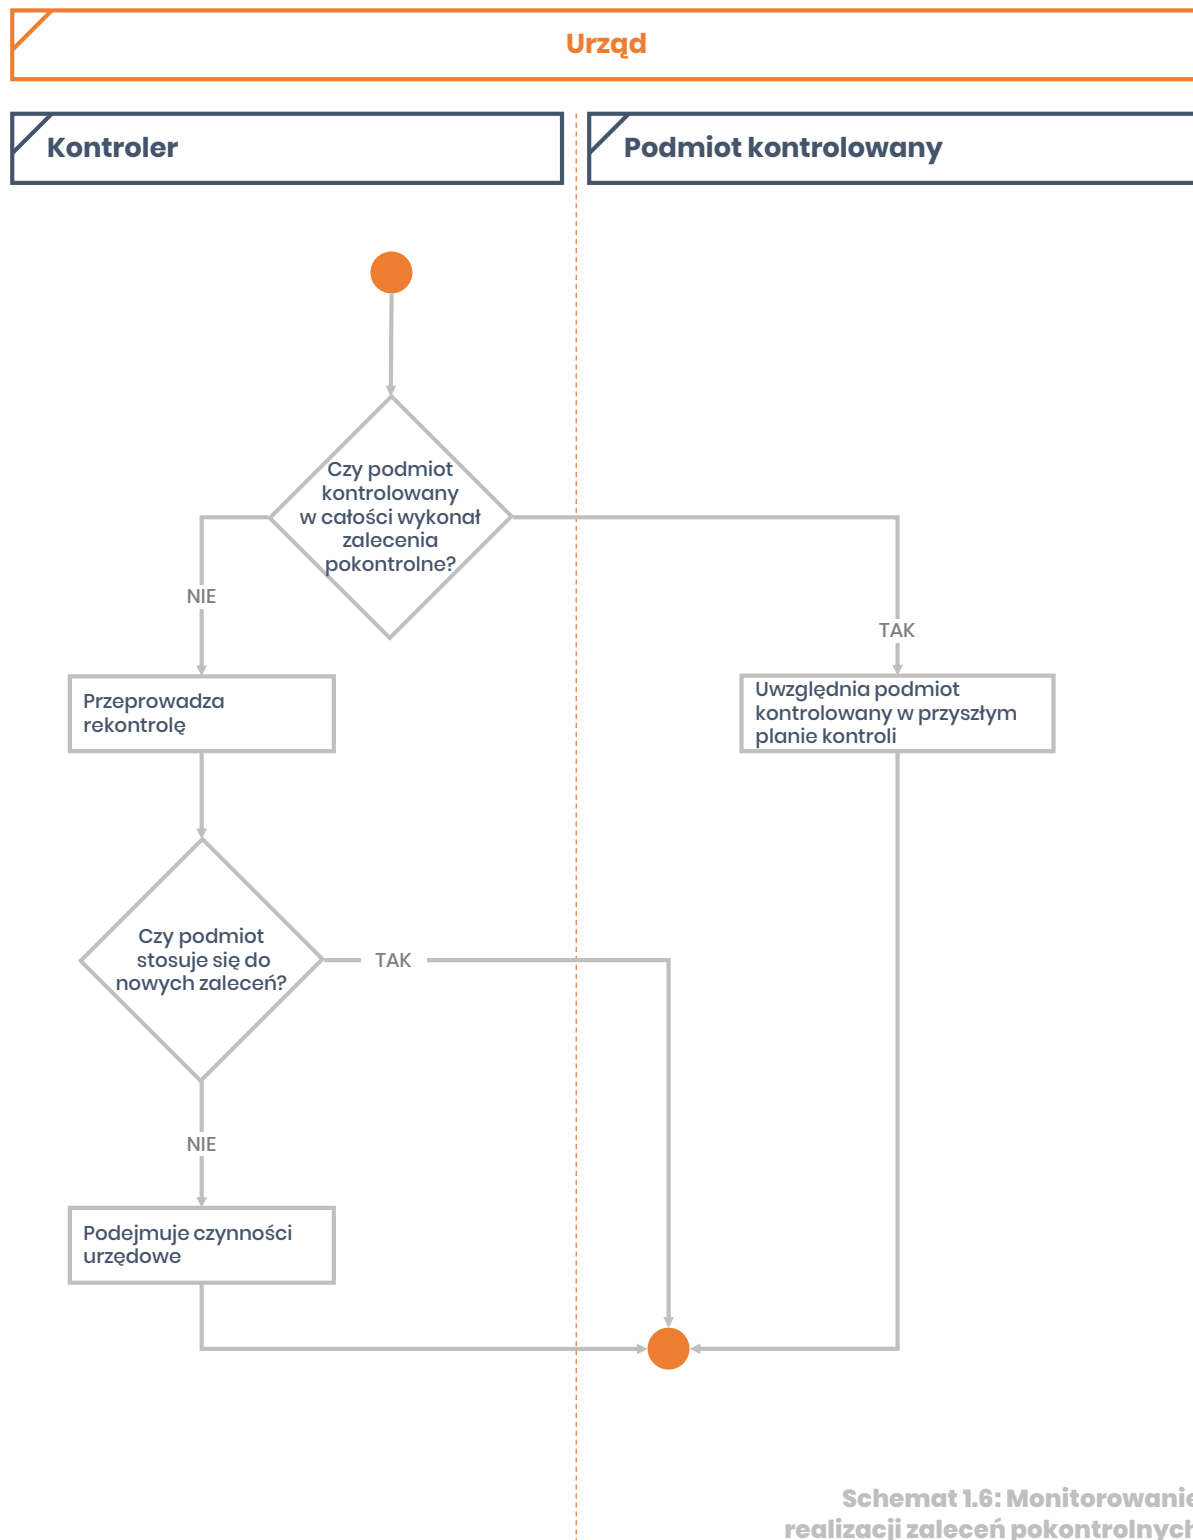 Urząd
Kontroler
Podmiot kontrolowany
Czy podmiot
kontrolowany
w całości wykonał
zalecenia
pokontrolne?
NIE
TAK
Przeprowadza
rekontrolę
Uwzględnia podmiot
kontrolowany w przyszłym
planie kontroli
Czy podmiot
stosuje się do
nowych zaleceń?
TAK
NIE
Podejmuje czynności
urzędowe
Schemat 1.6: Monitorowanie
realizacji zaleceń pokontrolnych